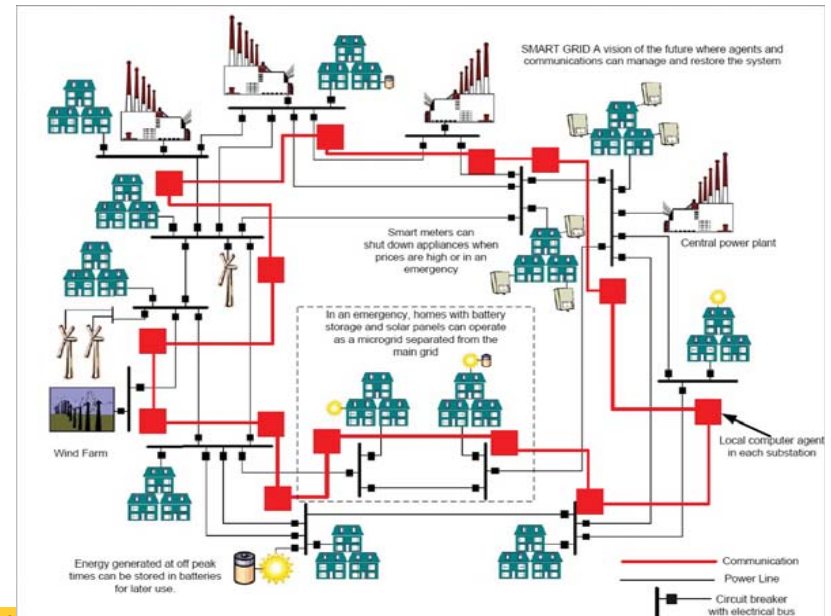 SMART GRID A vision of the future where agents and
communications can manage and restore the system
Smart meters can
shut down appliances when
prices are high or in an
emergency
Central power plant
In an emergency, homes with battery
storage and solar panels can operate
as a microgrid separated from the
main grid
Wind Farm
Local computer agent
in each substation
Energy generated at off peak
times can be stored in batteries
for later use.
Communication
Power Line
Circuit breaker
with electrical bus